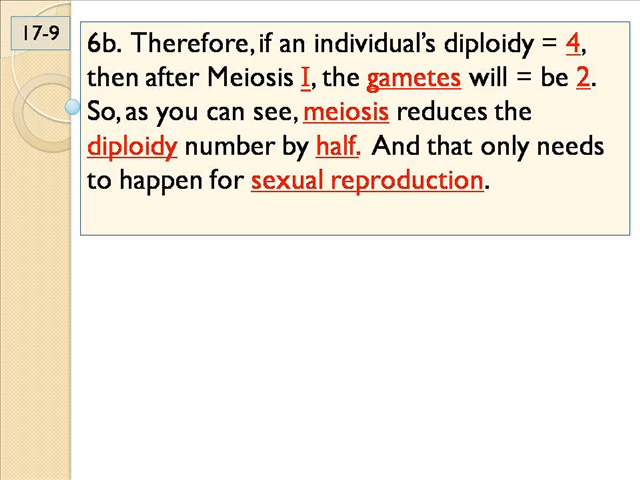 17-9
6b. Therefore, if an individual's diploidy = 4,
then after Meiosis I, the gametes will = be 2.
So, as you can see, meiosis reduces the
diploidy number by half. And that only needs
to happen for sexual reproduction.